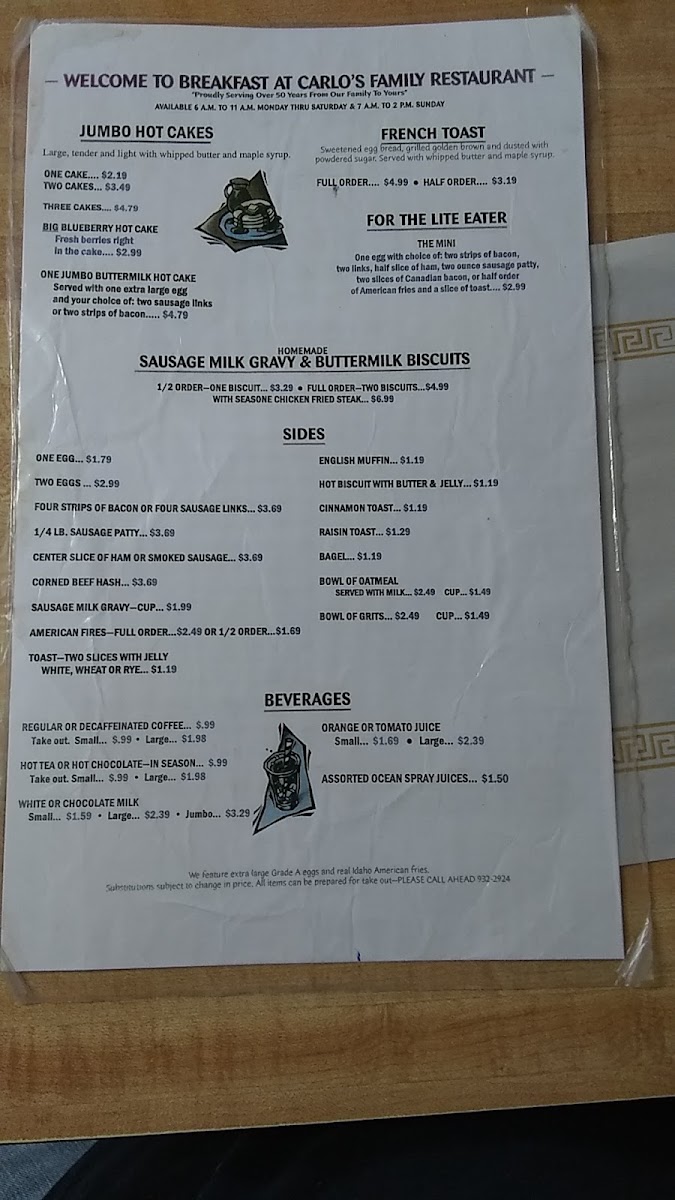 — WELCOME TO BREAKFAST AT CARLO'S FAMILY RESTAURANT —
"Proudly Serving Over 50 Years From Our Family To Yours"
AVAILABLE 6 A.M. TO 11 A.M. MONDAY THRU SATURDAY & 7 A.M. TO 2 P.M. SUNDAY
JUMBO HOT CAKES
Large, tender and light with whipped butter and maple syrup.
ONE CAKE.... $2.19
TWO CAKES... $3.49
THREE CAKES.... $4.79
BIG BLUEBERRY HOT CAKE
Fresh berries right
in the cake.... $2.99
ONE JUMBO BUTTERMILK HOT CAKE
Served with one extra large egg
and your choice of: two sausage links
or two strips of bacon..... $4.79
FRENCH TOAST
Sweetened egg bread, grilled golden brown and dusted with
powdered sugar. Served with whipped butter and maple syrup.
FULL ORDER.... $4.99 • HALF ORDER.... $3.19
FOR THE LITE EATER
THE MINI
One egg with choice of: two strips of bacon,
two links, half slice of ham, two ounce sausage patty,
two slices of Canadian bacon, or half order
of American fries and a slice of toast.... $2.99
HOMEMADE
SAUSAGE MILK GRAVY & BUTTERMILK BISCUITS
1/2 ORDER—ONE BISCUIT... $3.29 • FULL ORDER—TWO BISCUITS...$4.99
WITH SEASONE CHICKEN FRIED STEAK... $6.99
SIDES
ONE EGG... $1.79
TWO EGGS ... $2.99
FOUR STRIPS OF BACON OR FOUR SAUSAGE LINKS... $3.69
1/4 LB. SAUSAGE PATTY... $3.69
CENTER SLICE OF HAM OR SMOKED SAUSAGE... $3.69
CORNED BEEF HASH... $3.69
SAUSAGE MILK GRAVY—CUP... $1.99
AMERICAN FIRES—FULL ORDER...$2.49 OR 1/2 ORDER...$1.69
TOAST—TWO SLICES WITH JELLY
WHITE, WHEAT OR RYE... $1.19
ENGLISH MUFFIN... $1.19
HOT BISCUIT WITH BUTTER & JELLY... $1.19
CINNAMON TOAST... $1.19
RAISIN TOAST... $1.29
BAGEL... $1.19
BOWL OF OATMEAL
SERVED WITH MILK... $2.49 CUP... $1.49
BOWL OF GRITS... $2.49 CUP... $1.49
BEVERAGES
REGULAR OR DECAFFEINATED COFFEE... $.99
Take out. Small... $.99 • Large... $1.98
HOT TEA OR HOT CHOCOLATE—IN SEASON... $.99
Take out. Small... $.99 • Large... $1.98
WHITE OR CHOCOLATE MILK
Small... $1.59 • Large... $2.39 • Jumbo... $3.29
ORANGE OR TOMATO JUICE
Small... $1.69 • Large... $2.39
ASSORTED OCEAN SPRAY JUICES... $1.50
We feature extra large Grade A eggs and real Idaho American fries.
Substitutions subject to change in price. All items can be prepared for take out—PLEASE CALL AHEAD 932-2924